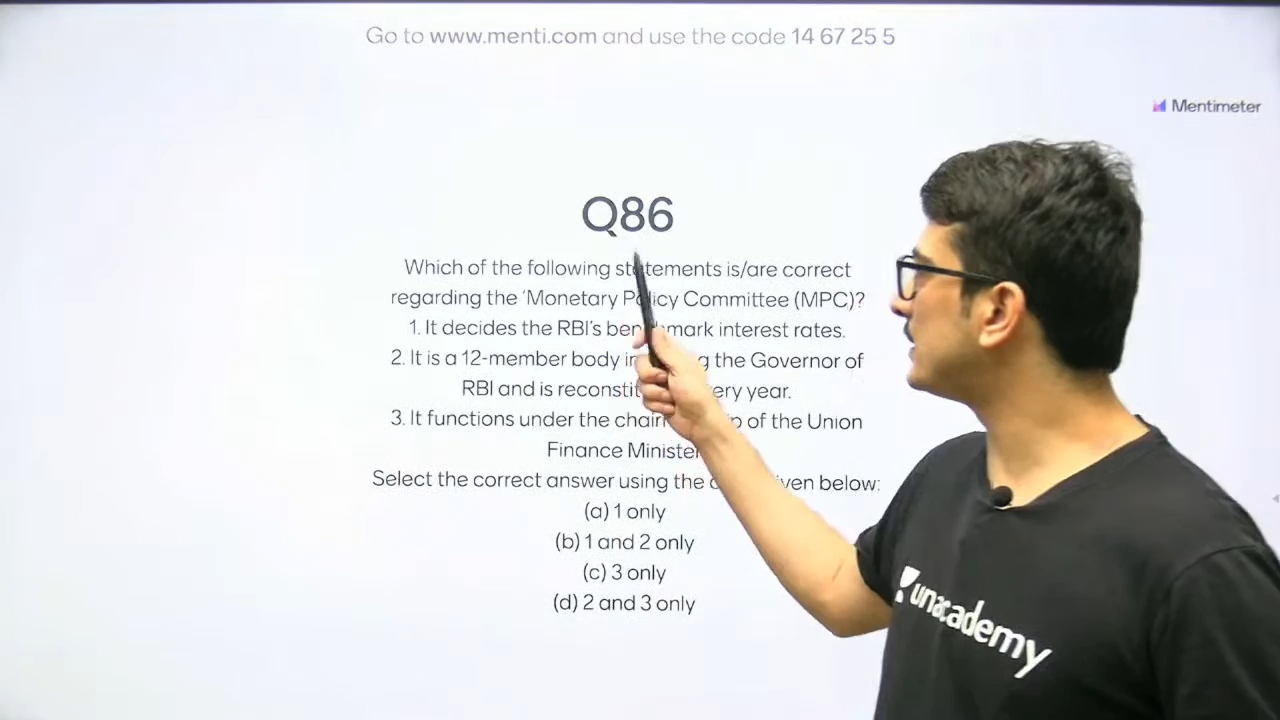 Go to www.menti.com and use the code 14 67 25 5
Mentimeter
Q86
Which of the following statements is/are correct
regarding the 'Monetary Policy Committee (MPC)?
1. It decides the RBI's benchmark interest rates.
2. It is a 12-member body the Governor of
RBI and is every year.
3. It functions under the of the Union
Finance Minister
Select the correct answer using the given below:
(a) 1 only
(b) 1 and 2 only
(c) 3 only
(d) 2 and 3 only
unacademy